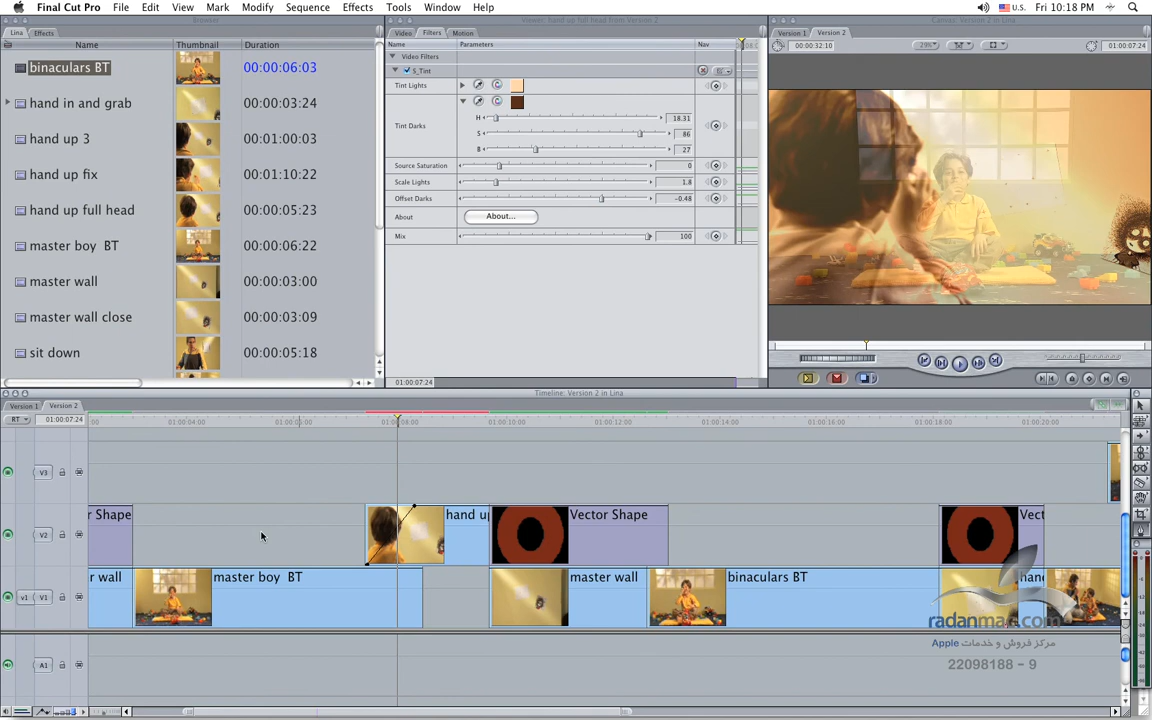 Final Cut Pro File Edit View Mark Modify Sequence Effects Tools Window Help
U.S. Fri 10:18 PM
Browser
Viewer: hand up full head from Version 2
Canvas: Version 2 in Lina
Lina Effects
Video Filters Motion
Version 1 Version 2
Name Thumbnail Duration
Name Parameters Nav
00:00:32:10 29% 01:00:07:24
Video Filters
binaculars BT 00:00:06:03
S_Tint
Tint Lights
hand in and grab 00:00:03:24
Tint Darks
H 18.31
S 86
B 27
hand up 3 00:01:00:03
Source Saturation 0
hand up fix 00:01:10:22
Scale Lights 1.8
Offset Darks -0.48
hand up full head 00:00:05:23
About About...
Mix 100
master boy BT 00:00:06:22
master wall 00:00:03:00
master wall close 00:00:03:09
sit down 00:00:05:18
01:00:07:24
Timeline: Version 2 in Lina
Version 1 Version 2
RT 01:00:07:24
00 01:00:04:00 01:00:06:00 01:00:08:00 01:00:10:00 01:00:12:00 01:00:14:00 01:00:16:00 01:00:18:00 01:00:20:00
V3
V2
r Shape hand up Vector Shape Vect
v1 V1
r wall master boy BT master wall binaculars BT hand
radanmac.com
مرکز فروش و خدمات Apple
22098188 - 9
A1